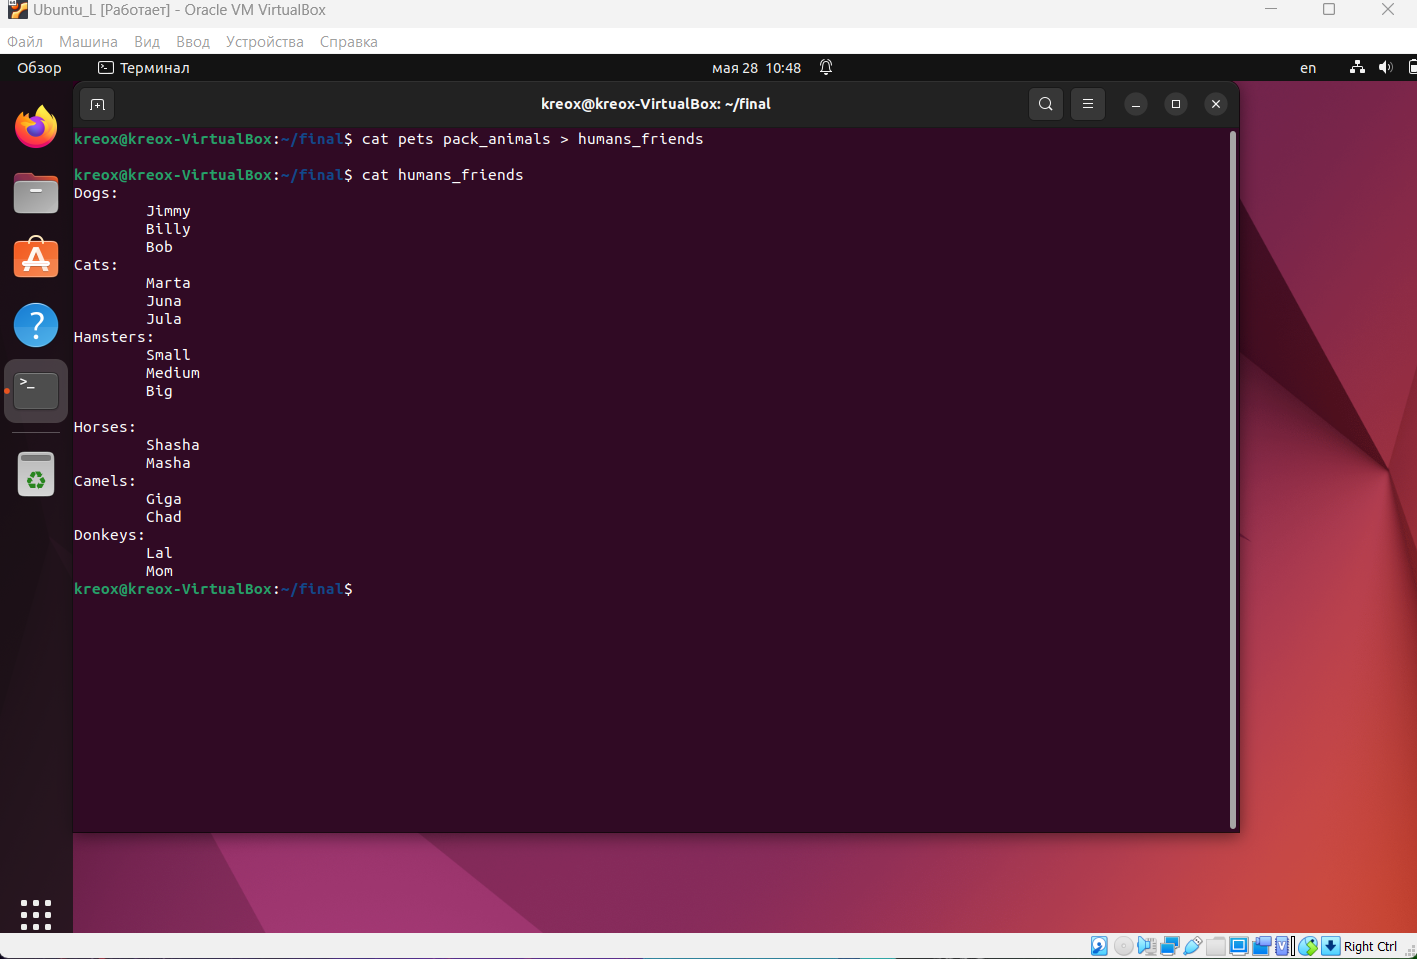 Ubuntu_L [Работает] - Oracle VM VirtualBox
Файл Машина Вид Ввод Устройства Справка
Обзор Терминал мая 28 10:48 en
kreox@kreox-VirtualBox: ~/final
kreox@kreox-VirtualBox:~/final$ cat pets pack_animals > humans_friends
kreox@kreox-VirtualBox:~/final$ cat humans_friends
Dogs:
Jimmy
Billy
Bob
Cats:
Marta
Juna
Jula
Hamsters:
Small
Medium
Big
Horses:
Shasha
Masha
Camels:
Giga
Chad
Donkeys:
Lal
Mom
kreox@kreox-VirtualBox:~/final$
Right Ctrl